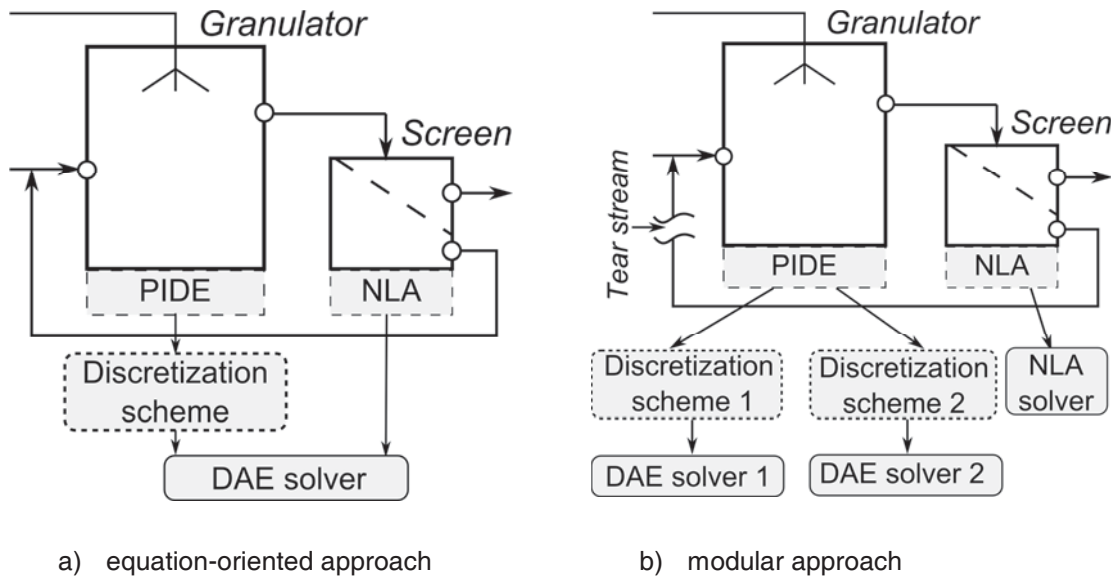 Granulator
Screen
PIDE
NLA
Discretization
scheme
DAE solver
a) equation-oriented approach
Granulator
Screen
Tear stream
PIDE
NLA
Discretization
scheme 1
Discretization
scheme 2
NLA
solver
DAE solver 1
DAE solver 2
b) modular approach